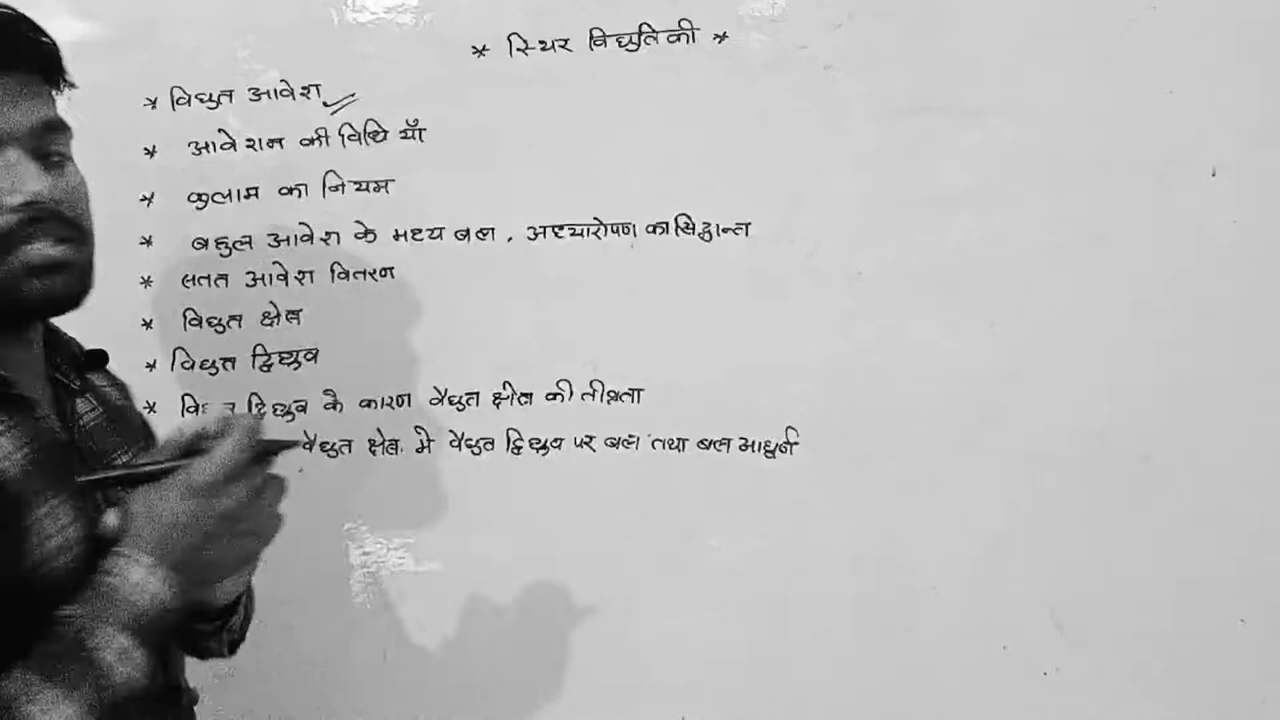 * स्थिर विद्युतिकी *
* विद्युत आवेश
* आवेशन की विधि याँ
* कुलाम का नियम
* बहुल आवेश के मध्य बल , अध्यारोपण का सिद्धान्त
* सतत आवेश वितरन
* विद्युत क्षेत्र
* विद्युत द्विध्रुव
* द्विध्रुव के कारण वैद्युत क्षेत्र की तीव्रता
वैद्युत क्षेत्र में वैद्युत द्विध्रुव पर बल तथा बल आघूर्ण